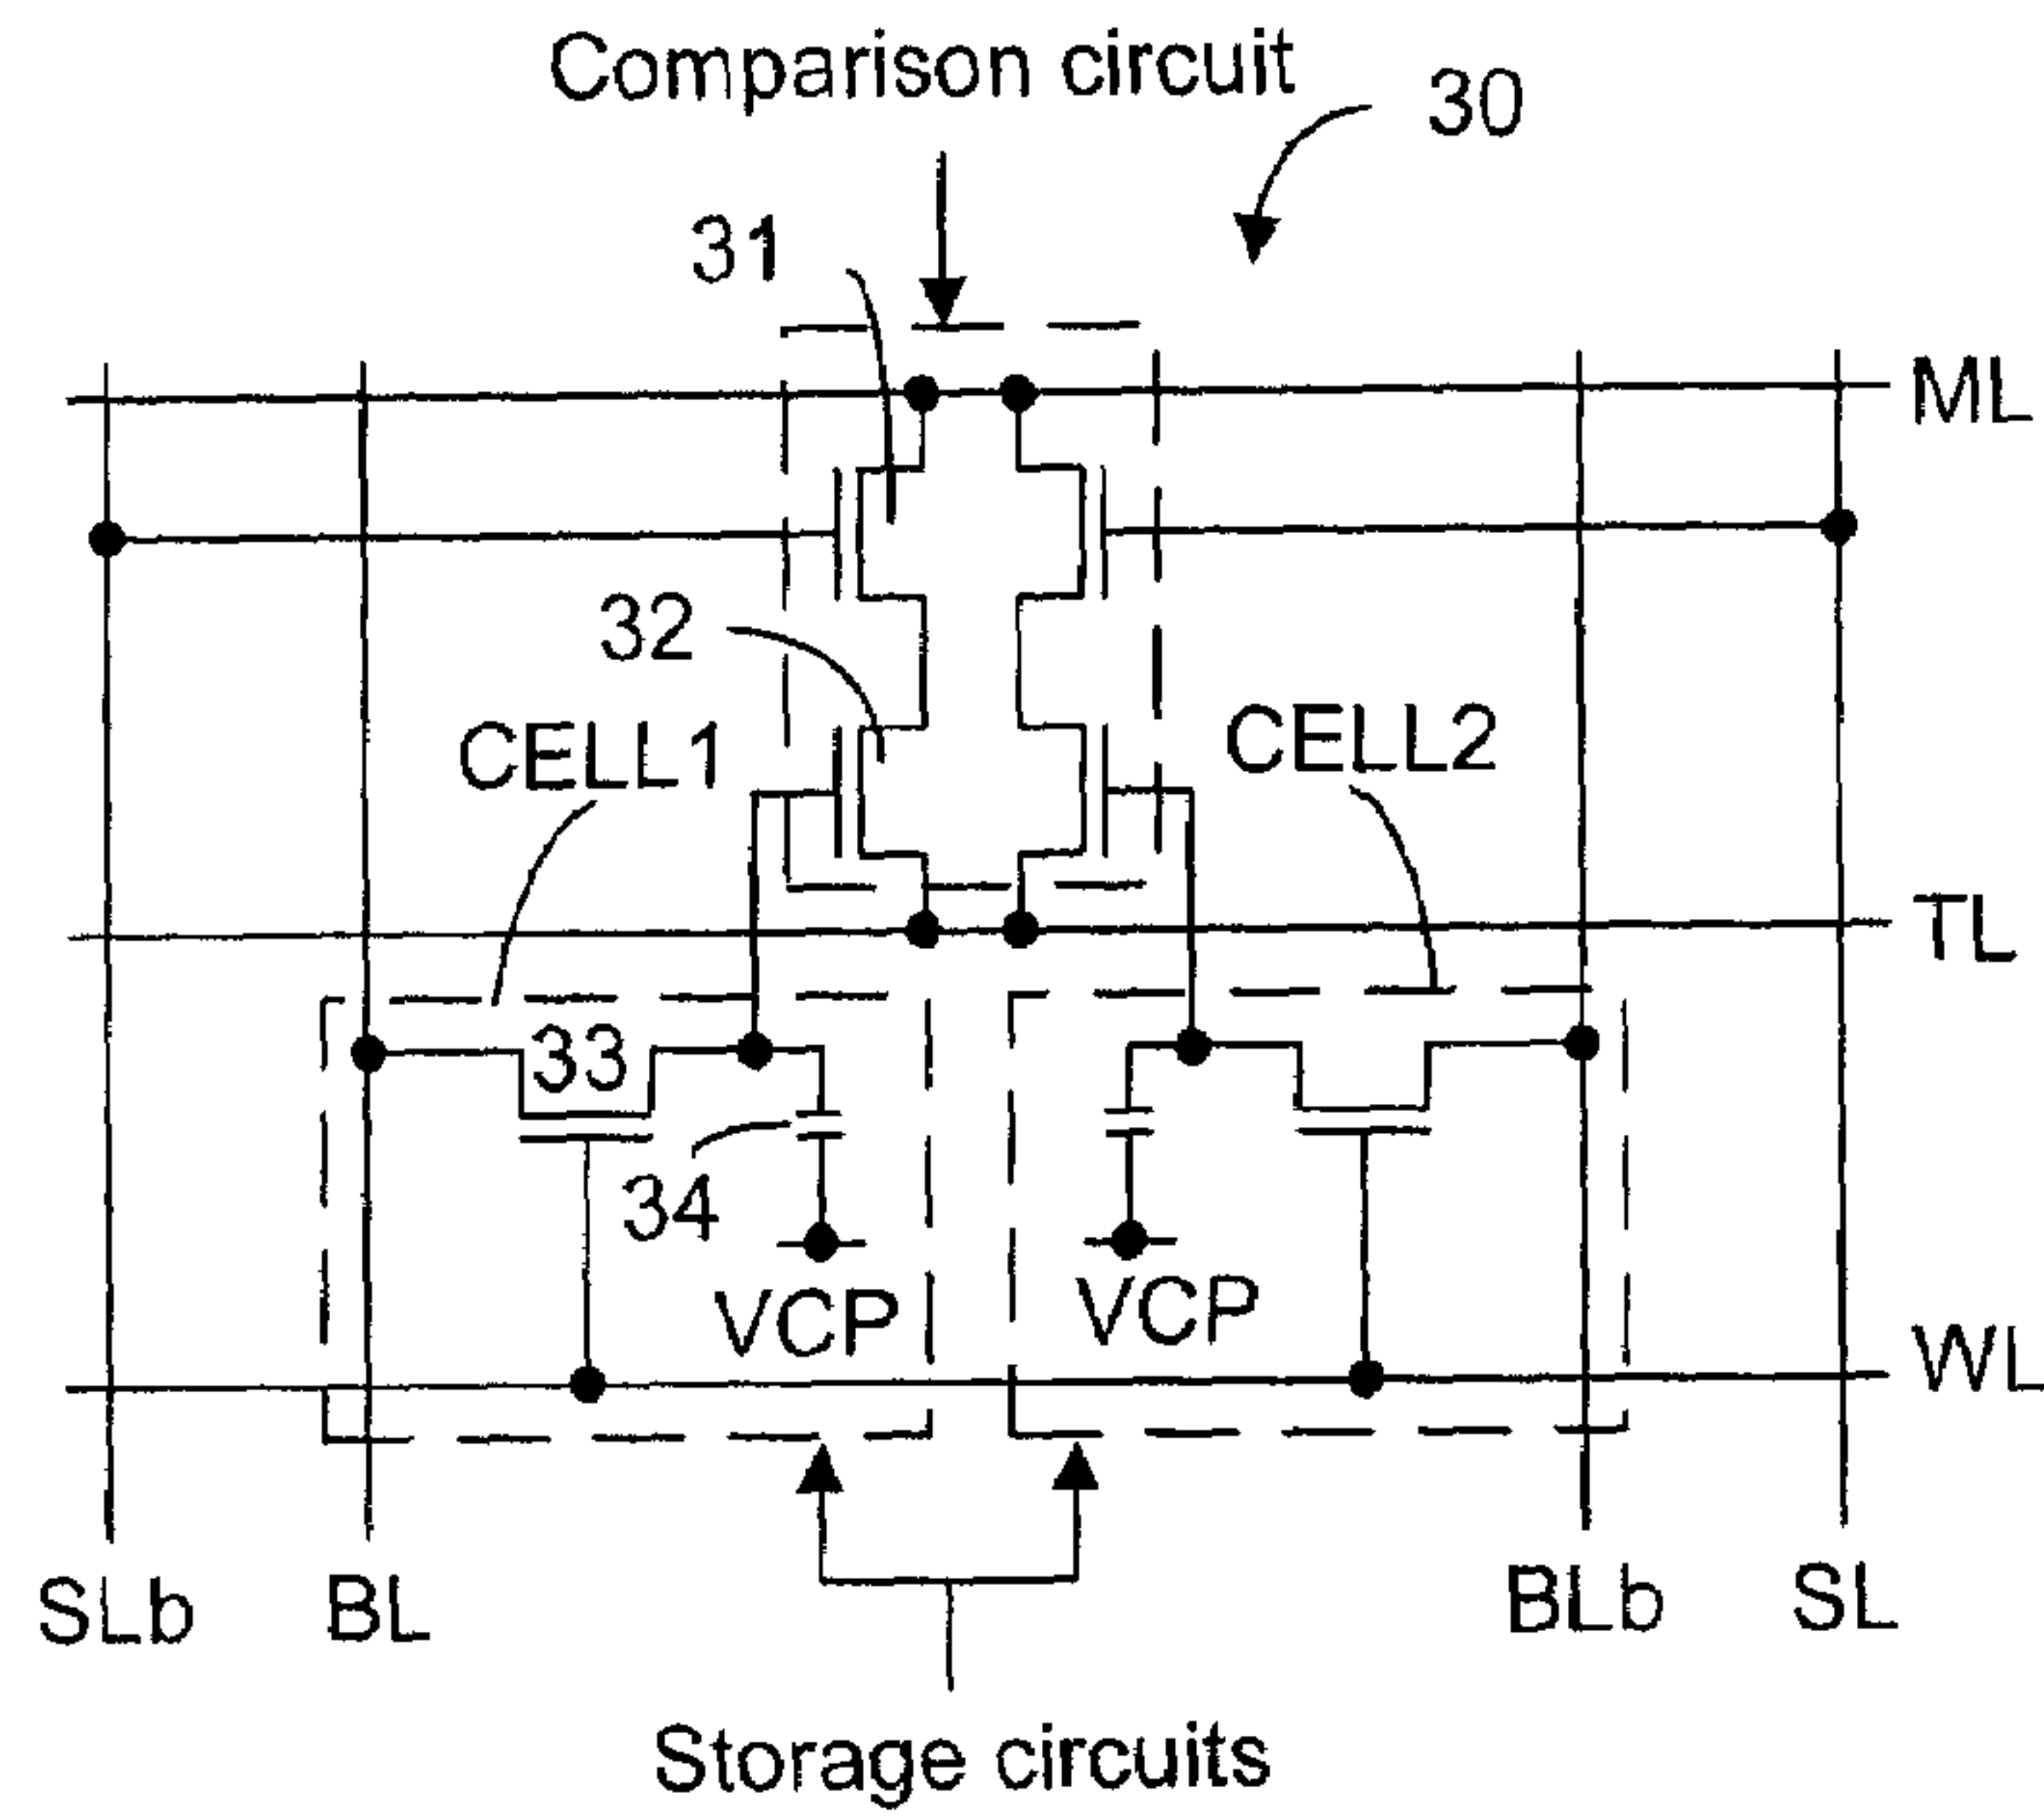 Comparison circuit
30
31
ML
32
CELL1
CELL2
TL
33
34
VCP
VCP
WL
SLb
BL
BLb
SL
Storage circuits